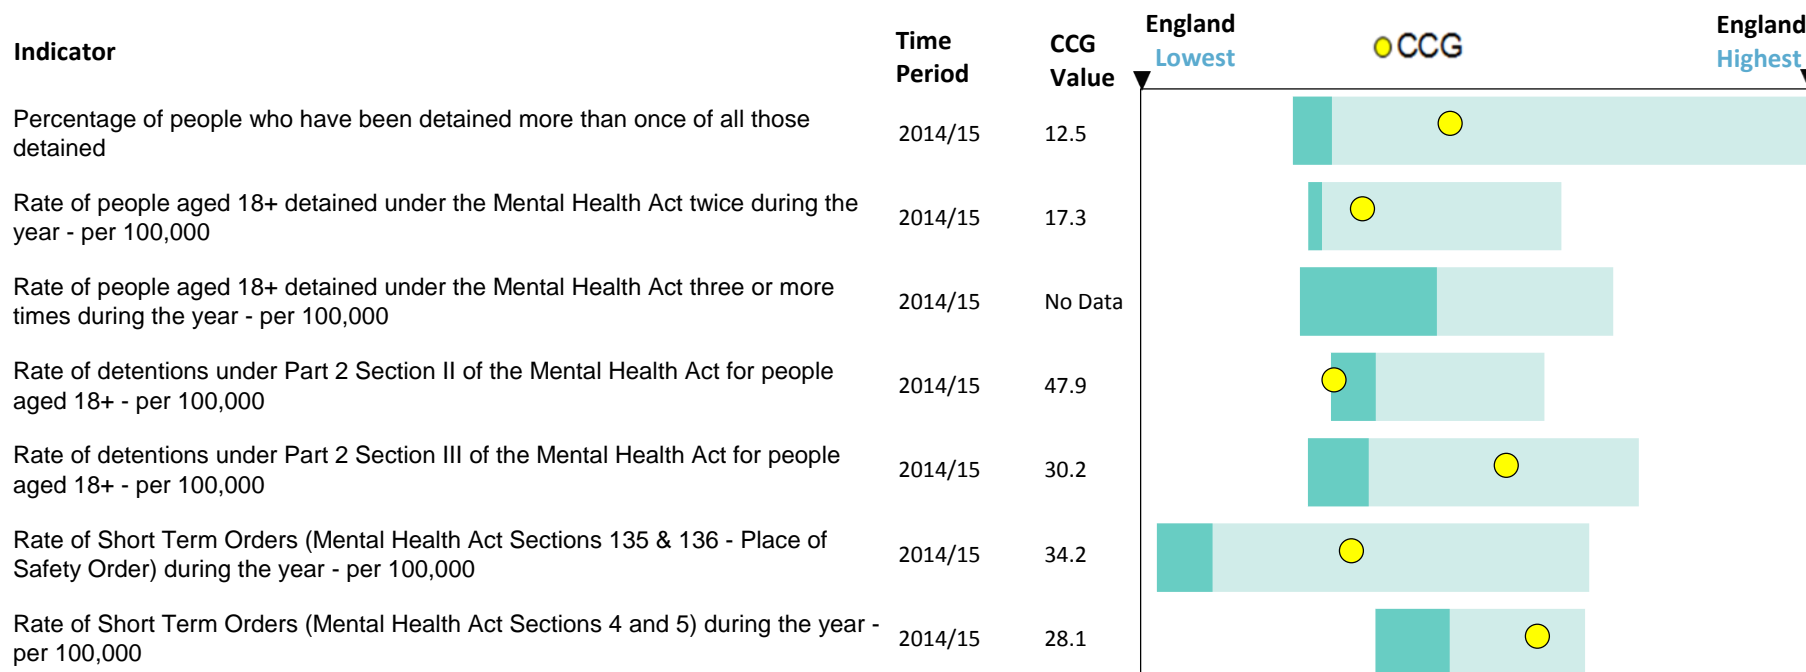 Indicator
Time
Period
CCG
Value
England
Lowest
CCG
England
Highest
Percentage of people who have been detained more than once of all those
detained
2014/15
12.5
Rate of people aged 18+ detained under the Mental Health Act twice during the
year - per 100,000
2014/15
17.3
Rate of people aged 18+ detained under the Mental Health Act three or more
times during the year - per 100,000
2014/15
No Data
Rate of detentions under Part 2 Section II of the Mental Health Act for people
aged 18+ - per 100,000
2014/15
47.9
Rate of detentions under Part 2 Section III of the Mental Health Act for people
aged 18+ - per 100,000
2014/15
30.2
Rate of Short Term Orders (Mental Health Act Sections 135 & 136 - Place of
Safety Order) during the year - per 100,000
2014/15
34.2
Rate of Short Term Orders (Mental Health Act Sections 4 and 5) during the year -
per 100,000
2014/15
28.1